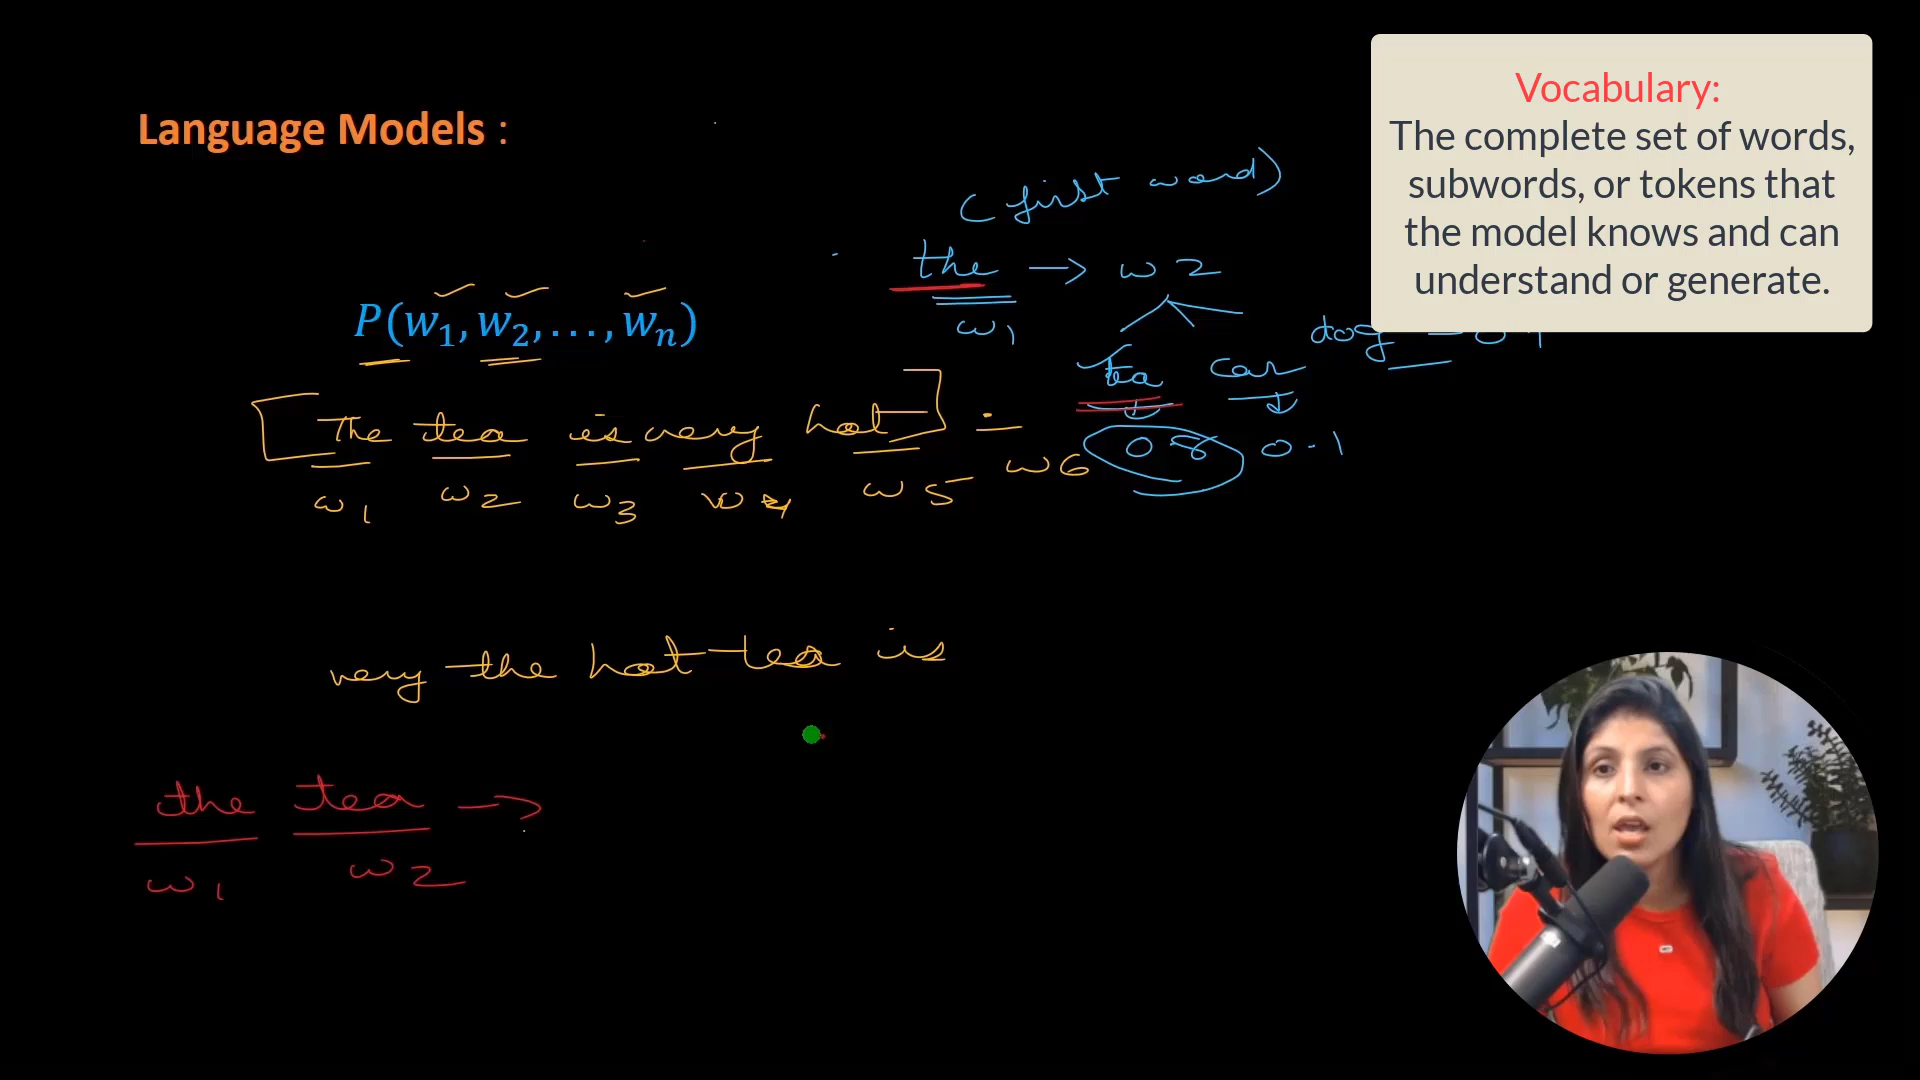 Language Models :
Vocabulary:
The complete set of words,
subwords, or tokens that
the model knows and can
understand or generate.
(first word)
the → w2
w1
P(w₁, w₂, ..., wₙ)
tea car dog
0.8 0.1
[The tea is very hot] =
w1 w2 w3 w4 w5 w6
very the hot tea is
the tea →
w1 w2